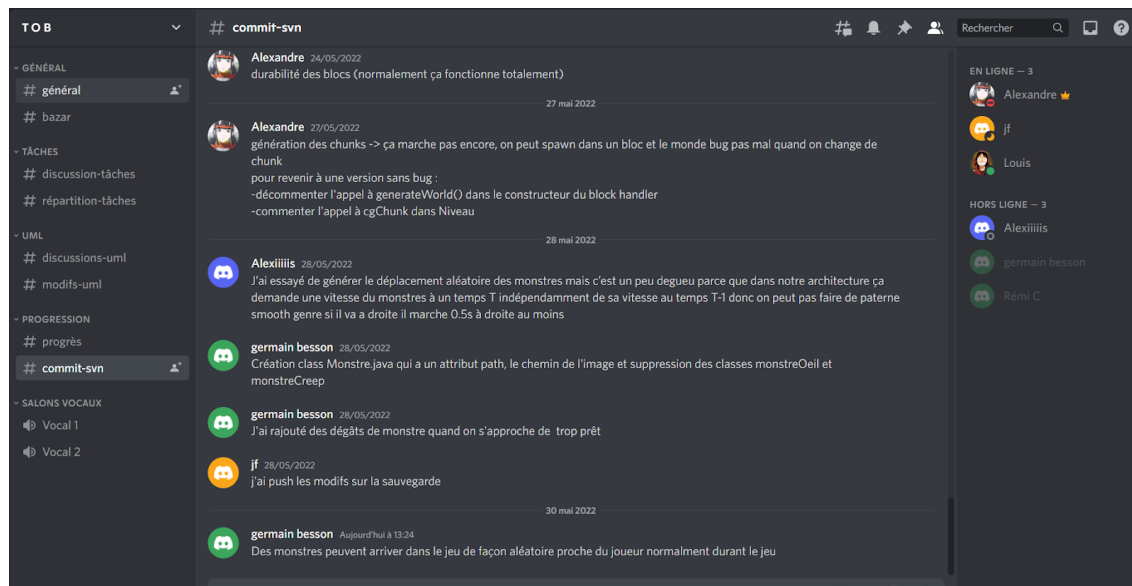 T O B
GÉNÉRAL
# général
# bazar
TÂCHES
# discussion-tâches
# répartition-tâches
UML
# discussions-uml
# modifs-uml
PROGRESSION
# progrès
# commit-svn
SALONS VOCAUX
Vocal 1
Vocal 2
# commit-svn
Rechercher
Alexandre 24/05/2022
durabilité des blocs (normalement ça fonctionne totalement)
27 mai 2022
Alexandre 27/05/2022
génération des chunks -> ça marche pas encore, on peut spawn dans un bloc et le monde bug pas mal quand on change de
chunk
pour revenir à une version sans bug :
-décommenter l'appel à generateWorld() dans le constructeur du block handler
-commenter l'appel à cgChunk dans Niveau
28 mai 2022
Alexiiiiis 28/05/2022
J'ai essayé de générer le déplacement aléatoire des monstres mais c'est un peu degueu parce que dans notre architecture ça
demande une vitesse du monstres à un temps T indépendamment de sa vitesse au temps T-1 donc on peut pas faire de paterne
smooth genre si il va a droite il marche 0.5s à droite au moins
germain besson 28/05/2022
Création class Monstre.java qui a un attribut path, le chemin de l'image et suppression des classes monstreOeil et
monstreCreep
germain besson 28/05/2022
J'ai rajouté des dégâts de monstre quand on s'approche de trop prêt
jf 28/05/2022
j'ai push les modifs sur la sauvegarde
30 mai 2022
germain besson Aujourd'hui à 13:24
Des monstres peuvent arriver dans le jeu de façon aléatoire proche du joueur normalment durant le jeu
EN LIGNE — 3
Alexandre
jf
Louis
HORS LIGNE — 3
Alexiiiiis
germain besson
Rémi C